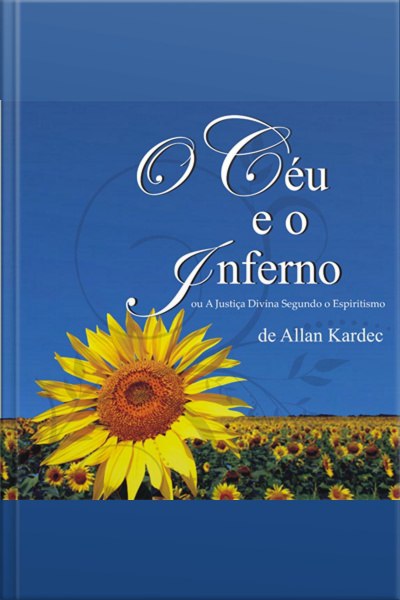 O Céu
e o
Inferno
ou A Justiça Divina Segundo o Espiritismo
de Allan Kardec